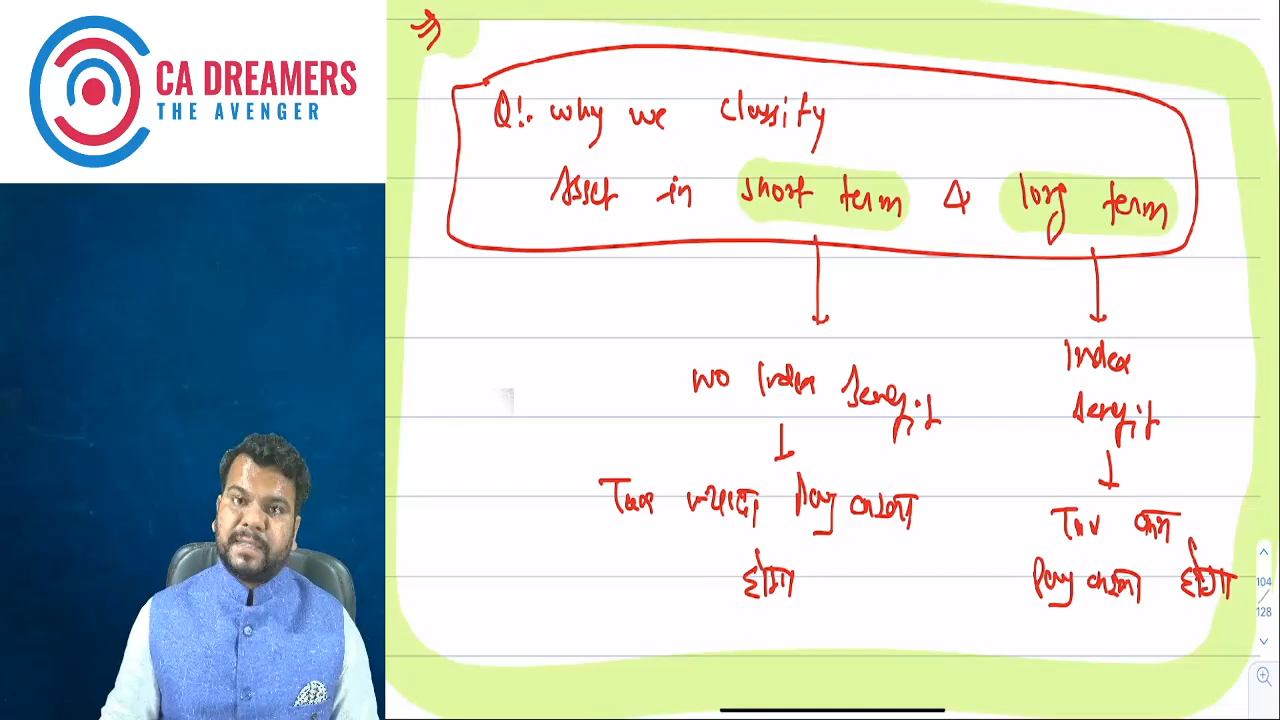 CA DREAMERS
THE AVENGER
Q:. why we classify
Asset in short term & long term
NO Index Benefit
Index
Benefit
Tax ज्यादा Pay करना
होगा
Tax कम
Pay करना होगा
104
128